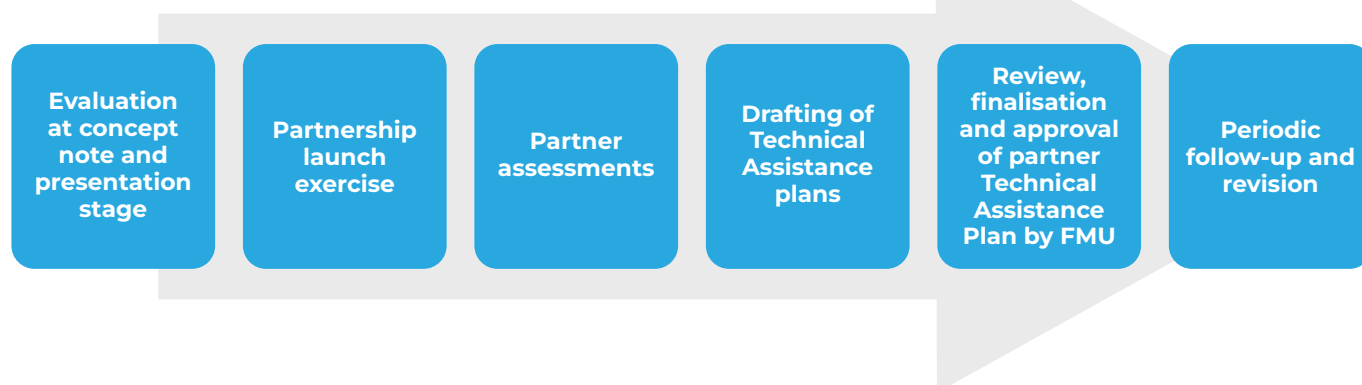 Evaluation
at concept
note and
presentation
stage
Partnership
launch
exercise
Partner
assessments
Drafting of
Technical
Assistance
plans
Review,
finalisation
and approval
of partner
Technical
Assistance
Plan by FMU
Periodic
follow-up and
revision